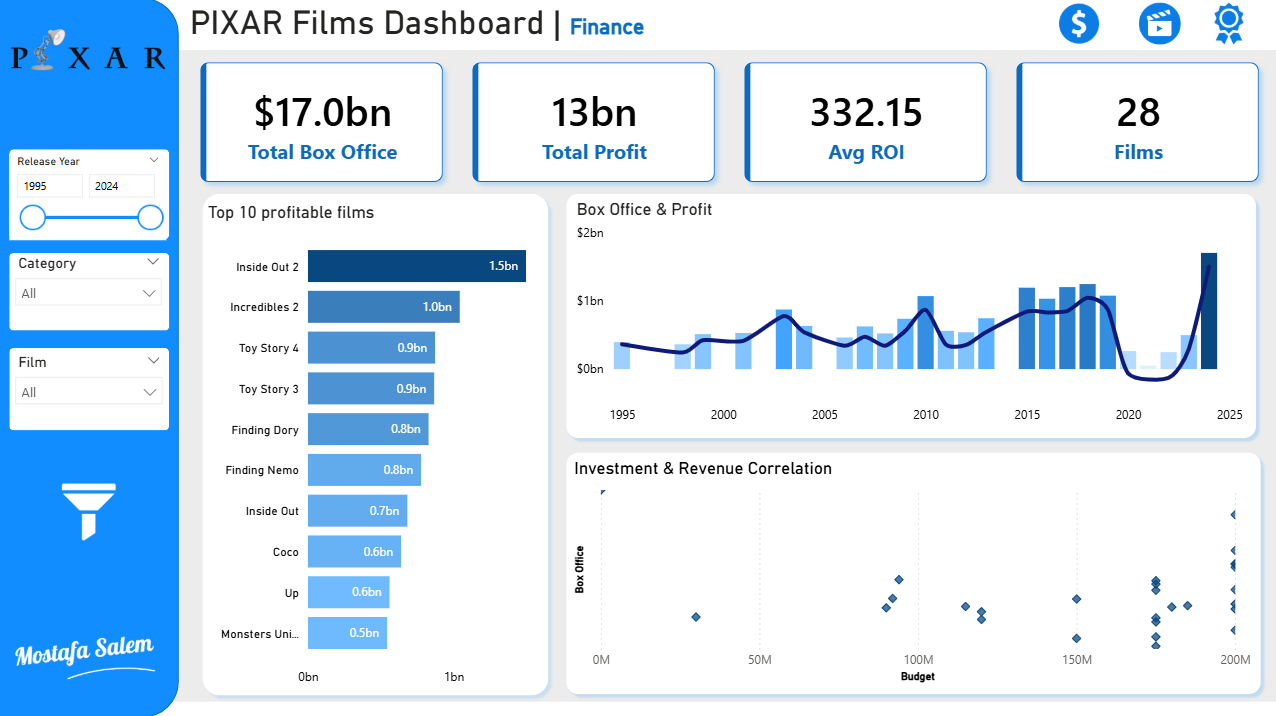 PIXAR Films Dashboard | Finance
PIXAR
$17.0bn
Total Box Office
13bn
Total Profit
332.15
Avg ROI
28
Films
Release Year
1995 2024
Category
All
Film
All
Mostafa Salem
Top 10 profitable films
Inside Out 2 1.5bn
Incredibles 2 1.0bn
Toy Story 4 0.9bn
Toy Story 3 0.9bn
Finding Dory 0.8bn
Finding Nemo 0.8bn
Inside Out 0.7bn
Coco 0.6bn
Up 0.6bn
Monsters Uni... 0.5bn
0bn 1bn
Box Office & Profit
$2bn
$1bn
$0bn
1995 2000 2005 2010 2015 2020 2025
Investment & Revenue Correlation
Box Office
0M 50M 100M 150M 200M
Budget